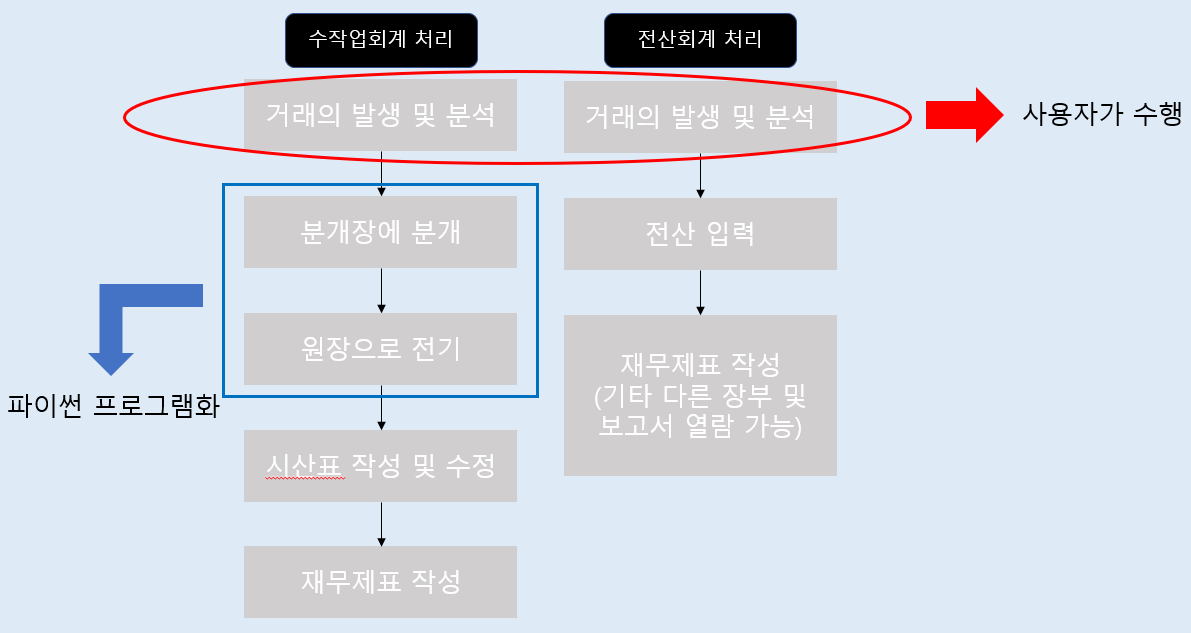 수작업회계 처리
전산회계 처리
거래의 발생 및 분석
거래의 발생 및 분석
사용자가 수행
분개장에 분개
전산 입력
원장으로 전기
재무제표 작성
(기타 다른 장부 및
보고서 열람 가능)
파이썬 프로그램화
시산표 작성 및 수정
재무제표 작성